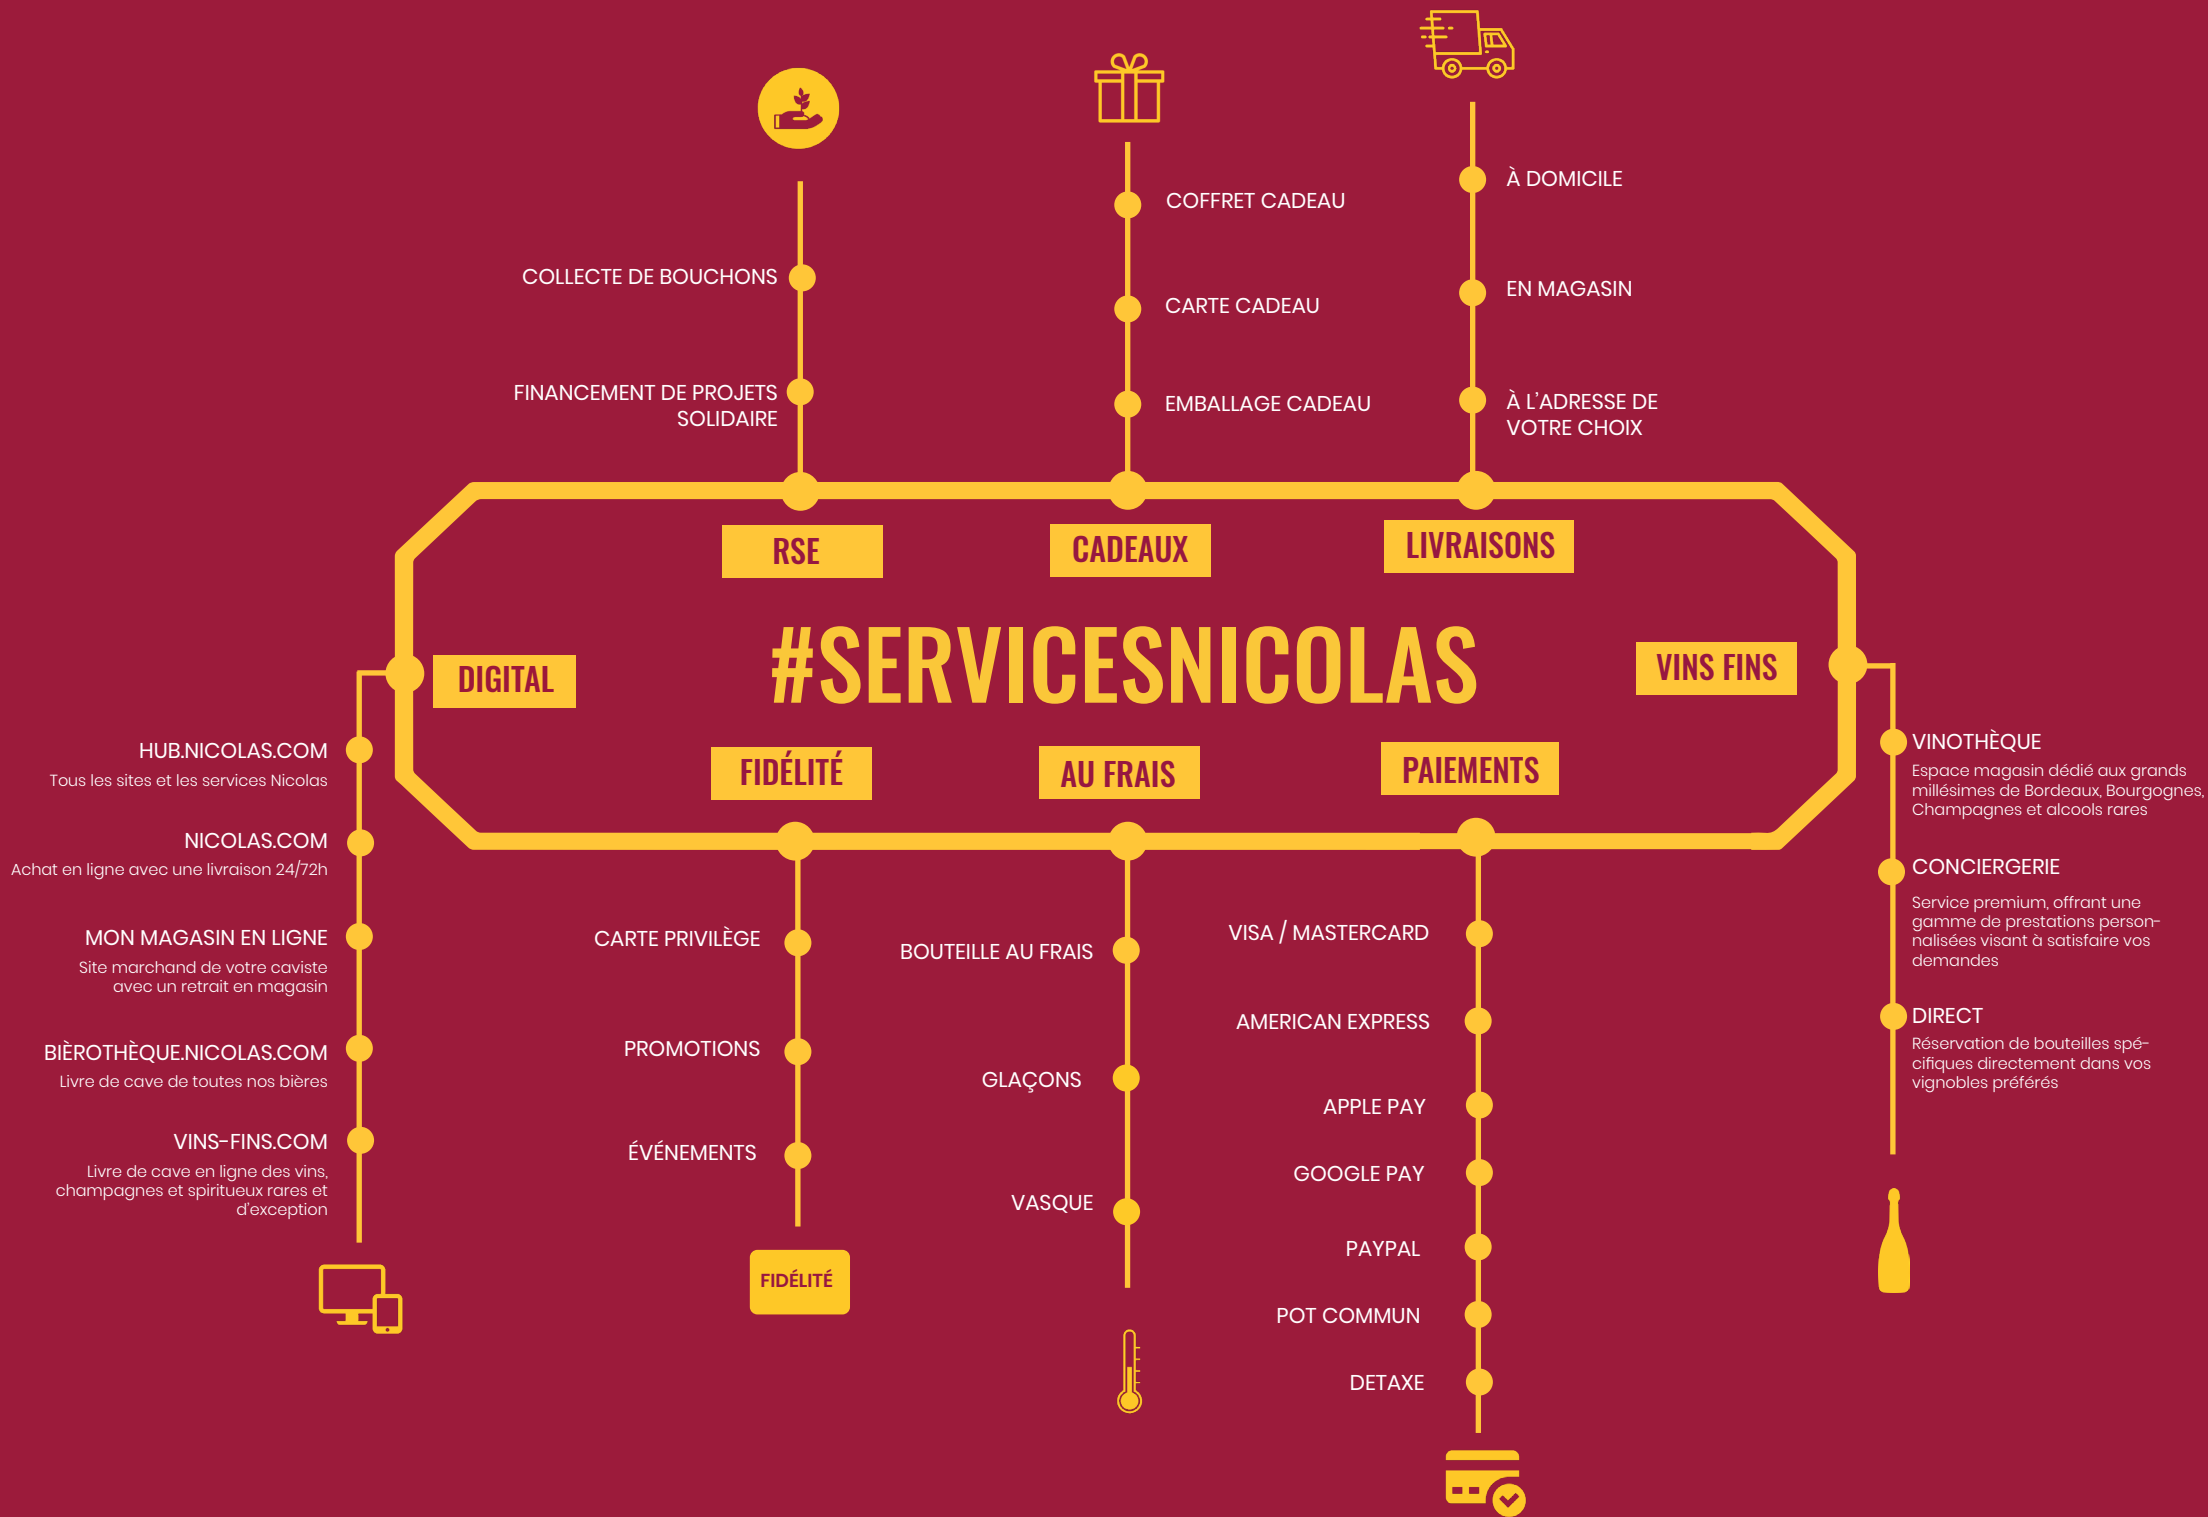 COLLECTE DE BOUCHONS
FINANCEMENT DE PROJETS
SOLIDAIRE
RSE
COFFRET CADEAU
CARTE CADEAU
EMBALLAGE CADEAU
CADEAUX
À DOMICILE
EN MAGASIN
À L'ADRESSE DE
VOTRE CHOIX
LIVRAISONS
#SERVICESNICOLAS
DIGITAL
HUB.NICOLAS.COM
Tous les sites et les services Nicolas
NICOLAS.COM
Achat en ligne avec une livraison 24/72h
MON MAGASIN EN LIGNE
Site marchand de votre caviste
avec un retrait en magasin
BIÈROTHÈQUE.NICOLAS.COM
Livre de cave de toutes nos bières
VINS-FINS.COM
Livre de cave en ligne des vins,
champagnes et spiritueux rares et
d'exception
FIDÉLITÉ
CARTE PRIVILÈGE
PROMOTIONS
ÉVÉNEMENTS
FIDÉLITÉ
AU FRAIS
BOUTEILLE AU FRAIS
GLAÇONS
VASQUE
PAIEMENTS
VISA / MASTERCARD
AMERICAN EXPRESS
APPLE PAY
GOOGLE PAY
PAYPAL
POT COMMUN
DETAXE
VINS FINS
VINOTHÈQUE
Espace magasin dédié aux grands
millésimes de Bordeaux, Bourgognes,
Champagnes et alcools rares
CONCIERGERIE
Service premium, offrant une
gamme de prestations person-
nalisées visant à satisfaire vos
demandes
DIRECT
Réservation de bouteilles spé-
cifiques directement dans vos
vignobles préférés